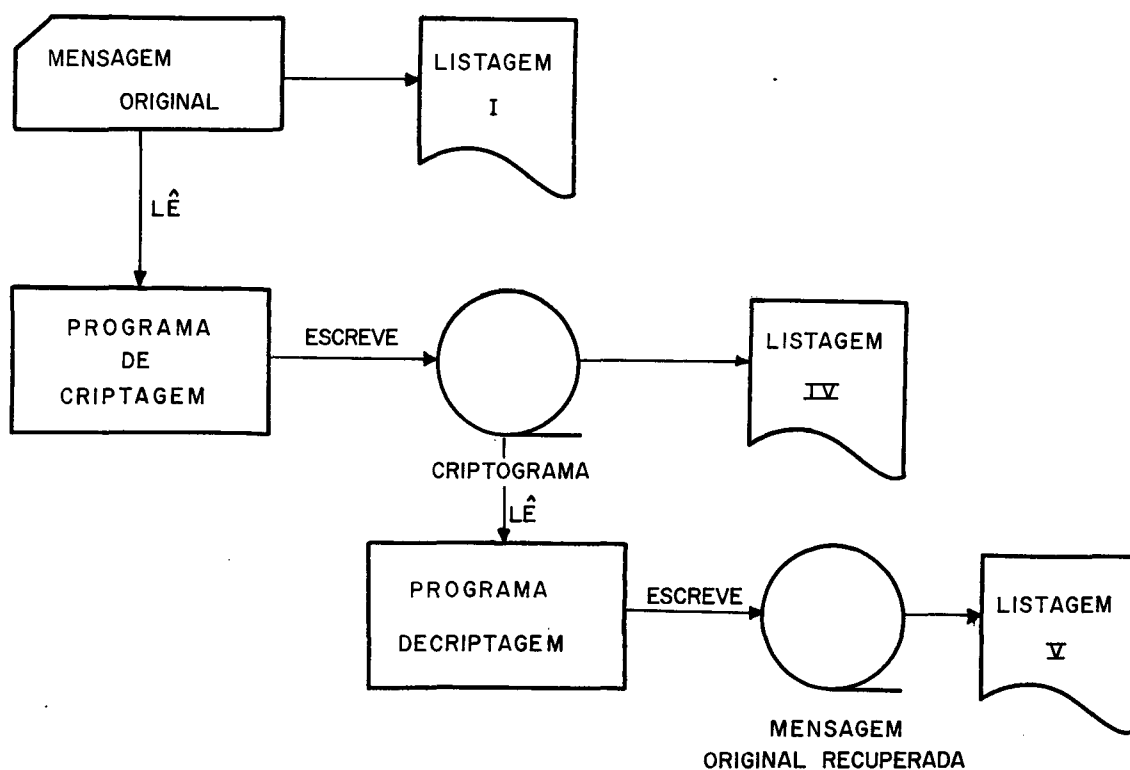 MENSAGEM
ORIGINAL
LISTAGEM
I
LÊ
PROGRAMA
DE
CRIPTAGEM
ESCREVE
LISTAGEM
IV
CRIPTOGRAMA
LÊ
PROGRAMA
DECRIPTAGEM
ESCREVE
LISTAGEM
V
MENSAGEM
ORIGINAL RECUPERADA